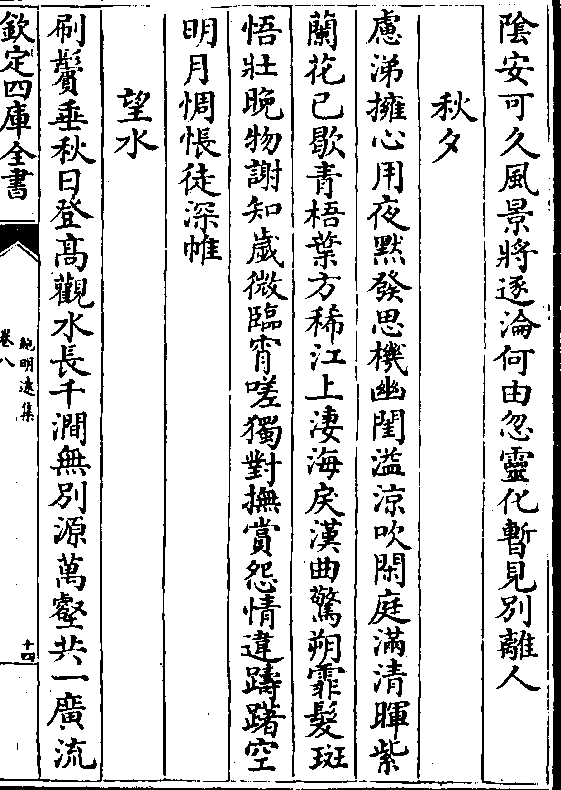 隂安可久風景將逐淪何由忽靈化暫見別離人
秋夕
慮涕擁心用夜黙發思機幽閨溢涼吹閑庭滿清暉紫
蘭花已歇青梧葉方稀江上淒海戾漢曲驚朔霏髮斑
悟壯晚物謝知歲微臨宵嗟獨對撫賞怨情違躊躇空
明月惆悵徒深帷
望水
刷鬢垂秋日登髙觀水長千澗無別源萬壑共一廣流
欽定四庫全書
鮑明遠集
卷八
十四